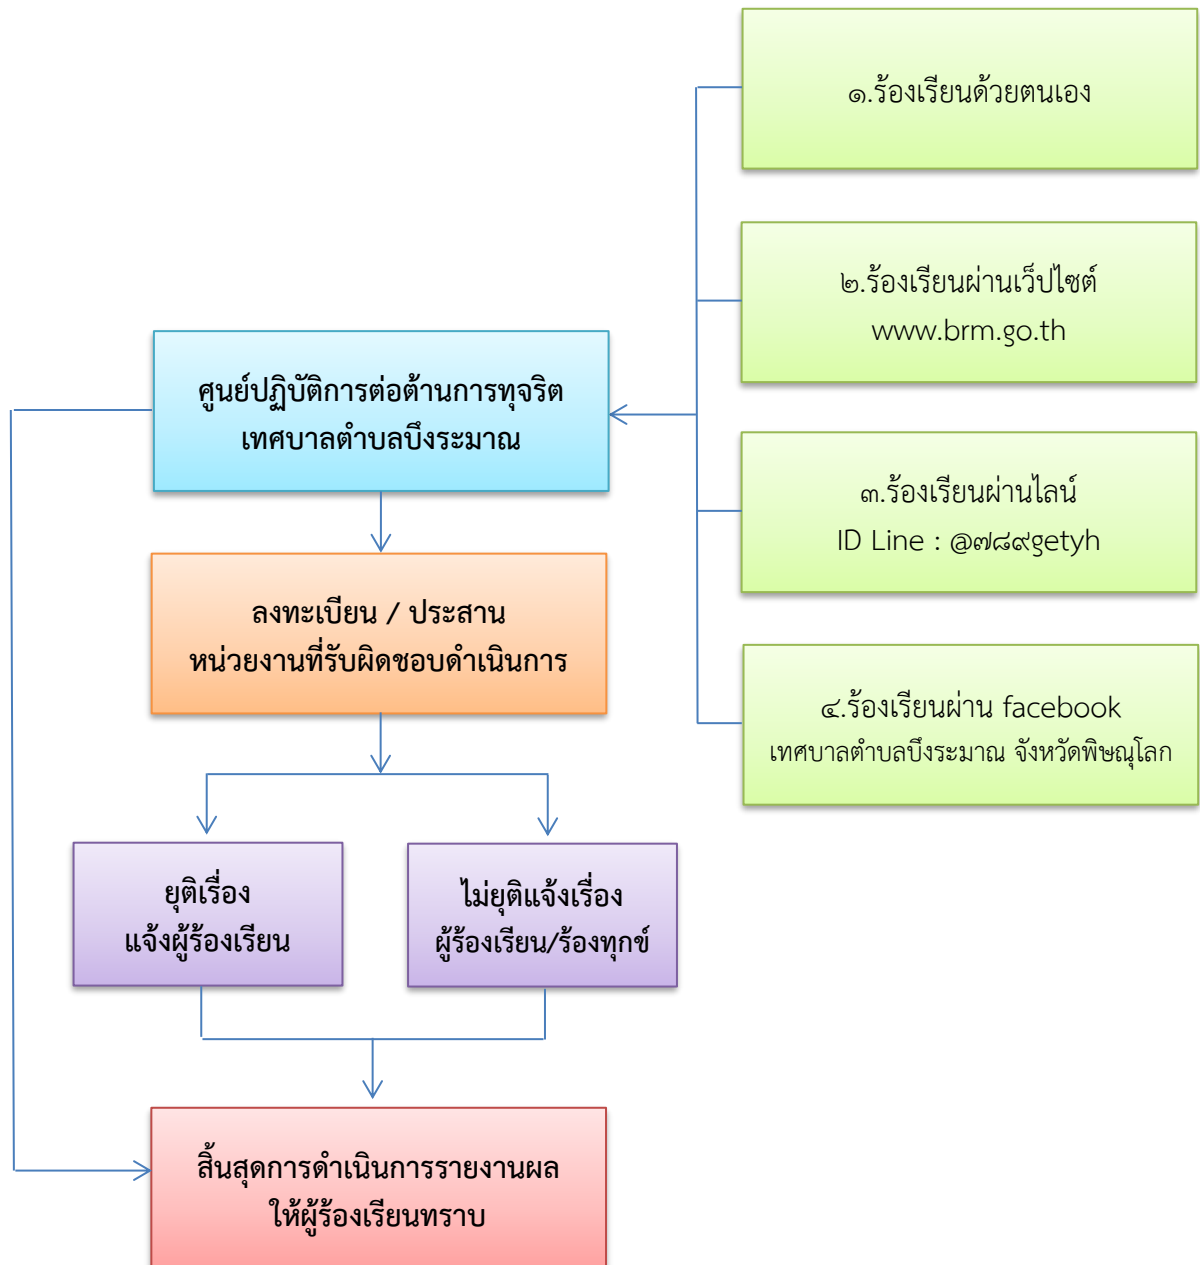 ๑.ร้องเรียนด้วยตนเอง
๒.ร้องเรียนผ่านเว็ปไซต์
www.brm.go.th
ศูนย์ปฏิบัติการต่อต้านการทุจริต
เทศบาลตำบลบึงระมาณ
๓.ร้องเรียนผ่านไลน์
ID Line : @๗๘๙getyh
ลงทะเบียน / ประสาน
หน่วยงานที่รับผิดชอบดำเนินการ
๔.ร้องเรียนผ่าน facebook
เทศบาลตำบลบึงระมาณ จังหวัดพิษณุโลก
ยุติเรื่อง
แจ้งผู้ร้องเรียน
ไม่ยุติแจ้งเรื่อง
ผู้ร้องเรียน/ร้องทุกข์
สิ้นสุดการดำเนินการรายงานผล
ให้ผู้ร้องเรียนทราบ